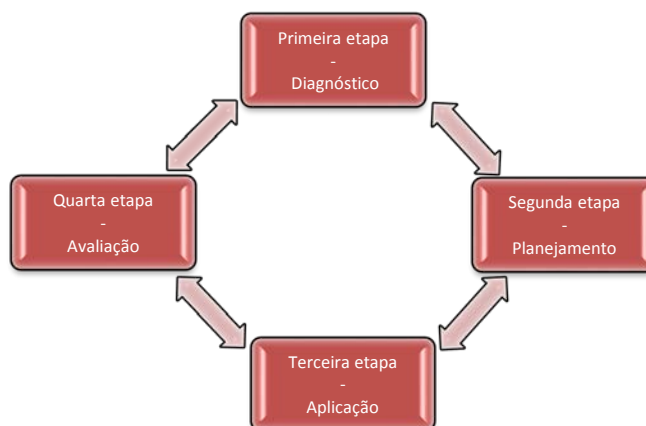 Primeira etapa
-
Diagnóstico
Segunda etapa
-
Planejamento
Terceira etapa
-
Aplicação
Quarta etapa
-
Avaliação